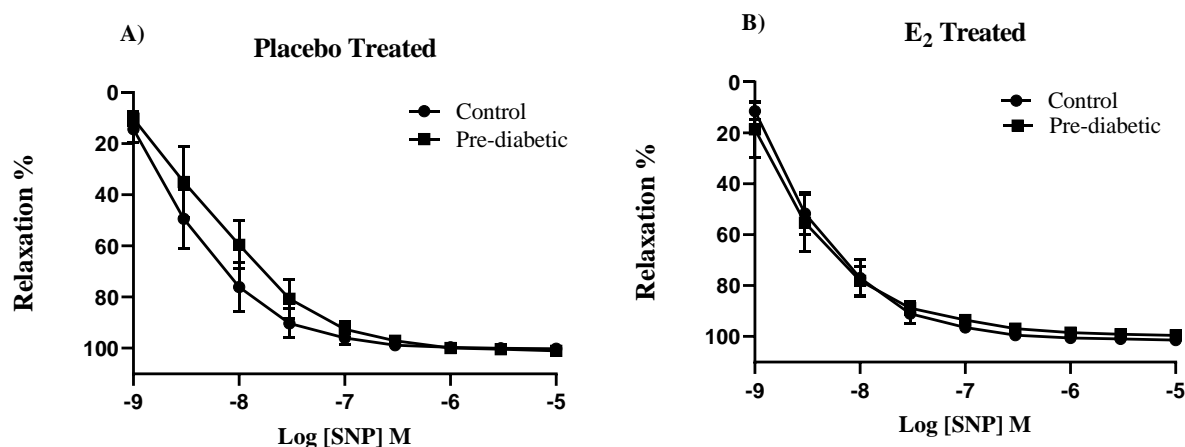 A)
Placebo Treated
Control
Pre-diabetic
Relaxation %
0
20
40
60
80
100
-9
-8
-7
-6
-5
Log [SNP] M
B)
E₂ Treated
Control
Pre-diabetic
Relaxation %
0
20
40
60
80
100
-9
-8
-7
-6
-5
Log [SNP] M